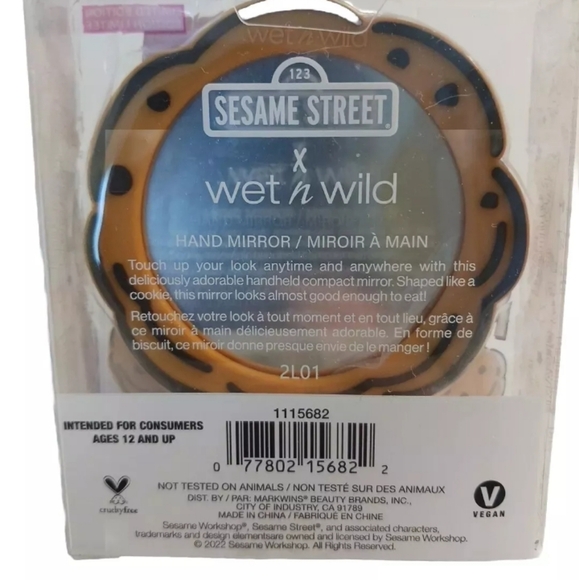 wet n wild
123
SESAME STREET®
X
wet n wild
HAND MIRROR / MIROIR À MAIN
Touch up your look anytime and anywhere with this
deliciously adorable handheld compact mirror. Shaped like a
cookie, this mirror looks almost good enough to eat!
Retouchez votre look à tout moment et en tout lieu, grâce à
ce miroir à main délicieusement adorable. En forme de
biscuit, ce miroir donne presque envie de le manger !
2L01
1115682
INTENDED FOR CONSUMERS
AGES 12 AND UP
0 77802 15682 2
crueltyfree
NOT TESTED ON ANIMALS / NON TESTÉ SUR DES ANIMAUX
DIST. BY / PAR: MARKWINS® BEAUTY BRANDS, INC.,
CITY OF INDUSTRY, CA 91789
MADE IN CHINA / FABRIQUÉ EN CHINE
V
VEGAN
Sesame Workshop®, Sesame Street®, and associated characters,
trademarks and design elementsare owned and licensed by Sesame Workshop.
© 2022 Sesame Workshop. All Rights Reserved.